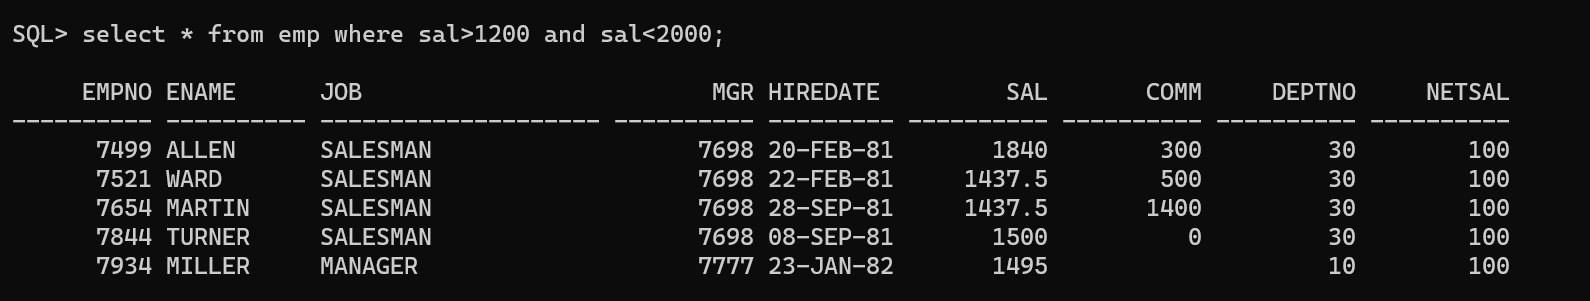 SQL> select * from emp where sal>1200 and sal<2000;
     EMPNO ENAME      JOB                         MGR HIREDATE         SAL       COMM     DEPTNO     NETSAL
---------- ---------- -------------------- ---------- --------- ---------- ---------- ---------- ----------
      7499 ALLEN      SALESMAN                   7698 20-FEB-81       1840        300         30        100
      7521 WARD       SALESMAN                   7698 22-FEB-81     1437.5        500         30        100
      7654 MARTIN     SALESMAN                   7698 28-SEP-81     1437.5       1400         30        100
      7844 TURNER     SALESMAN                   7698 08-SEP-81       1500          0         30        100
      7934 MILLER     MANAGER                    7777 23-JAN-82       1495                    10        100